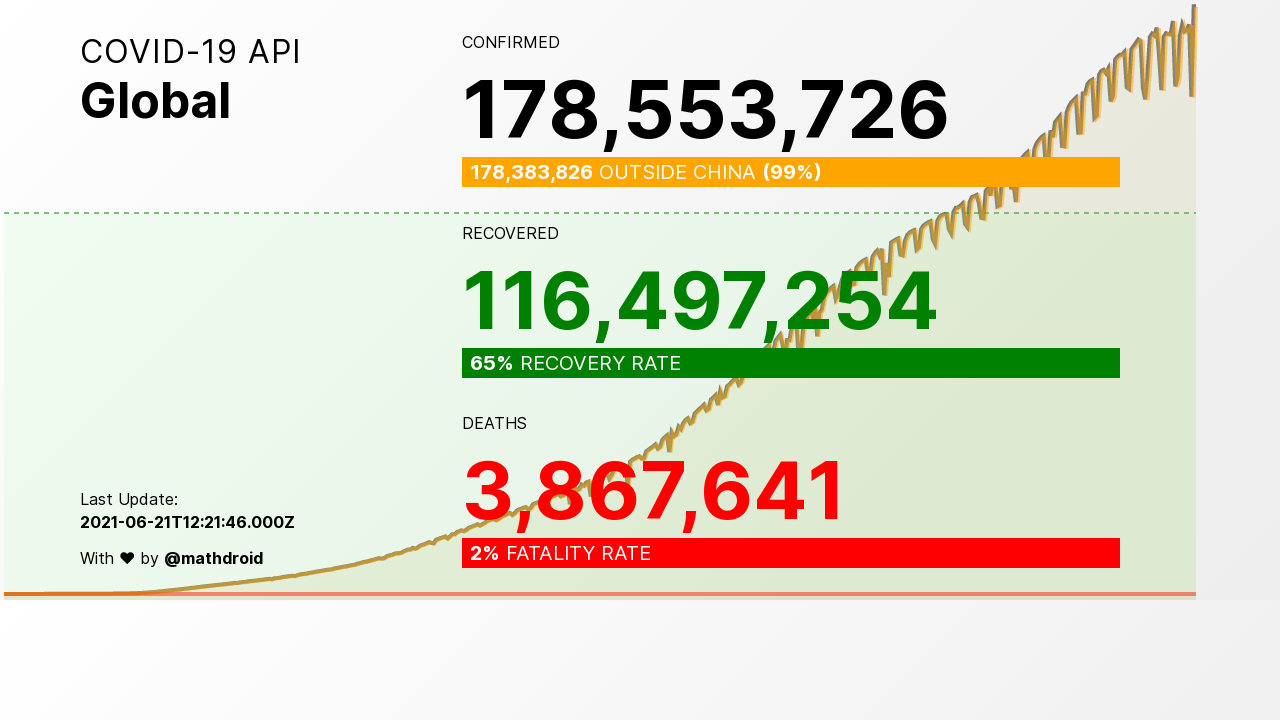 COVID-19 API
Global
CONFIRMED
178,553,726
178,383,826 OUTSIDE CHINA (99%)
RECOVERED
116,497,254
65% RECOVERY RATE
DEATHS
3,867,641
2% FATALITY RATE
Last Update:
2021-06-21T12:21:46.000Z
With ♥ by @mathdroid